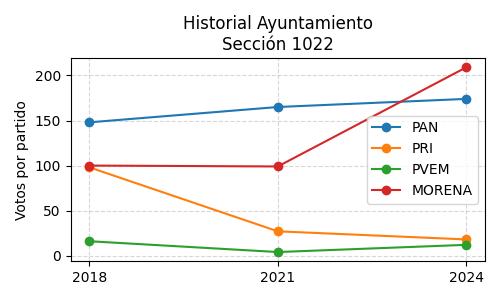 Historial Ayuntamiento
Sección 1022
Votos por partido
200
150
100
50
0
2018
2021
2024
PAN
PRI
PVEM
MORENA